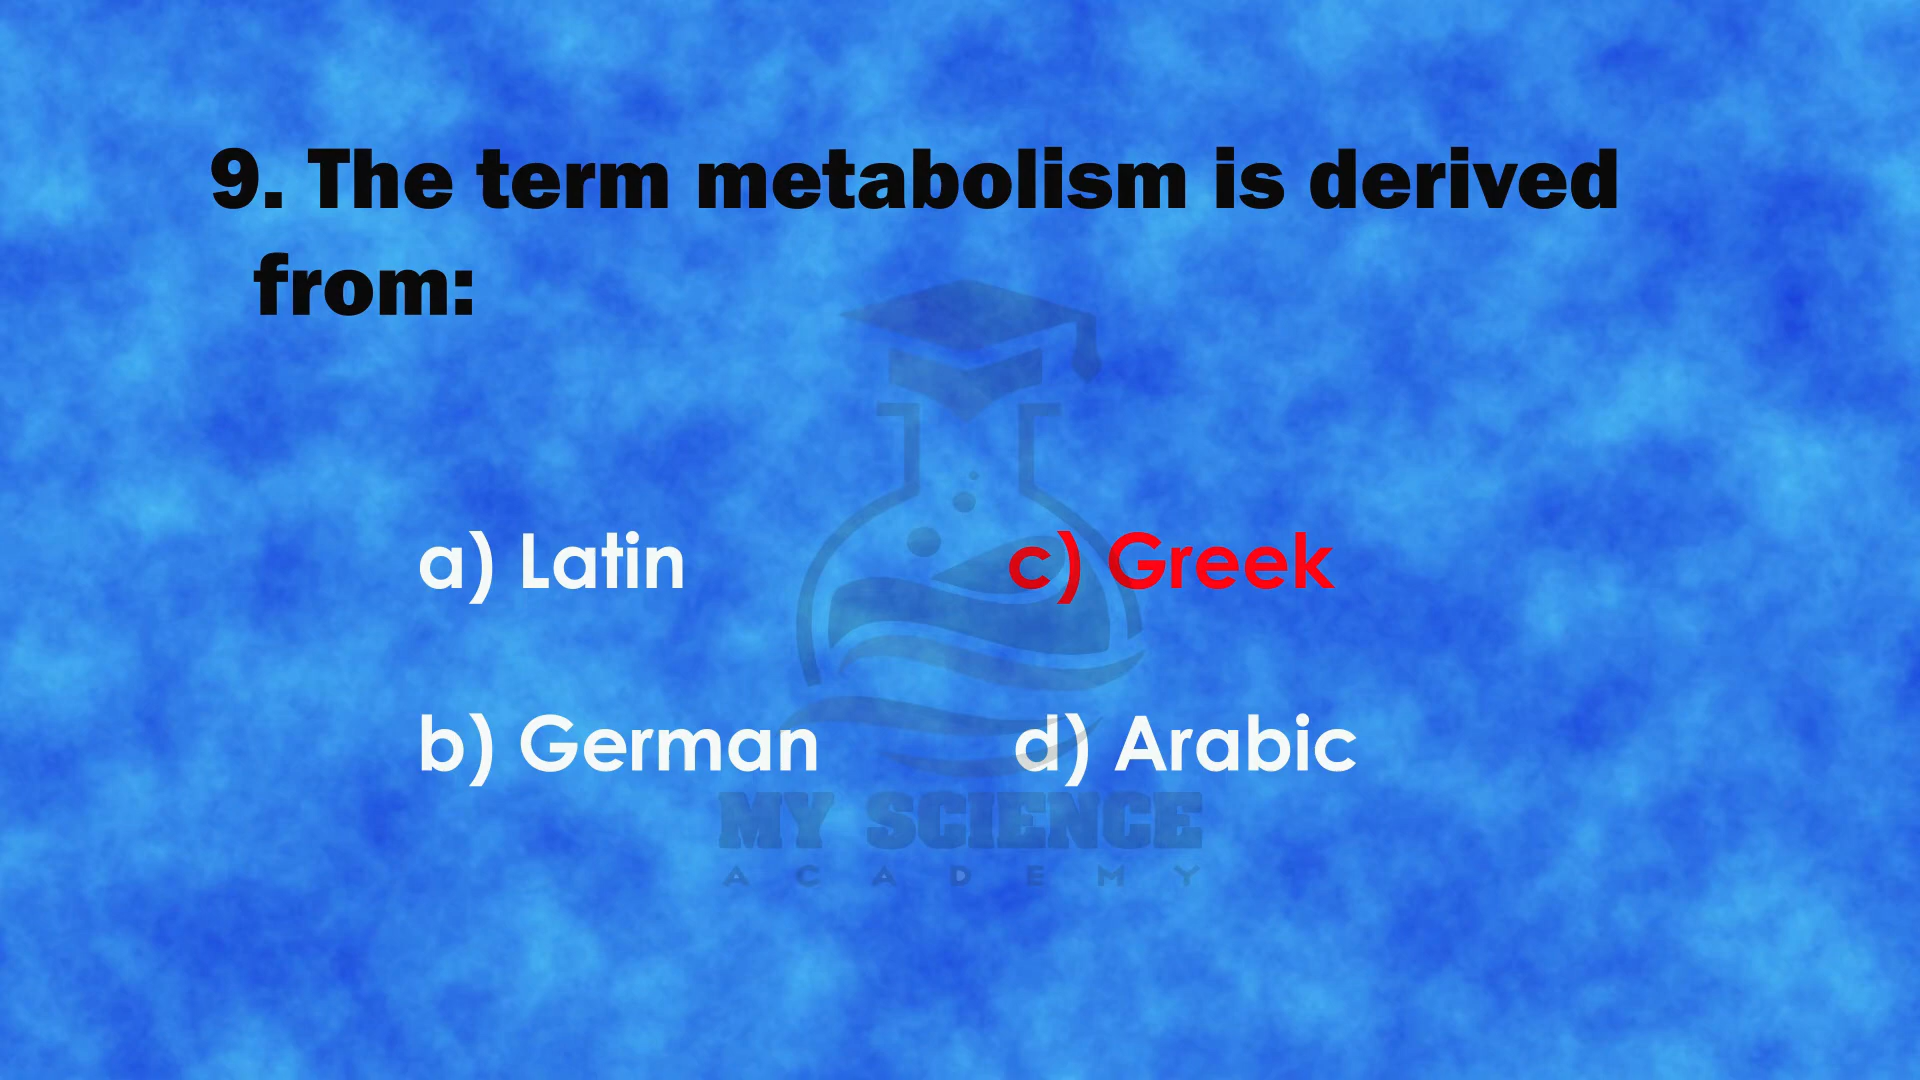 9. The term metabolism is derived
from:
a) Latin
c) Greek
b) German
d) Arabic
MY SCIENCE
ACADEMY